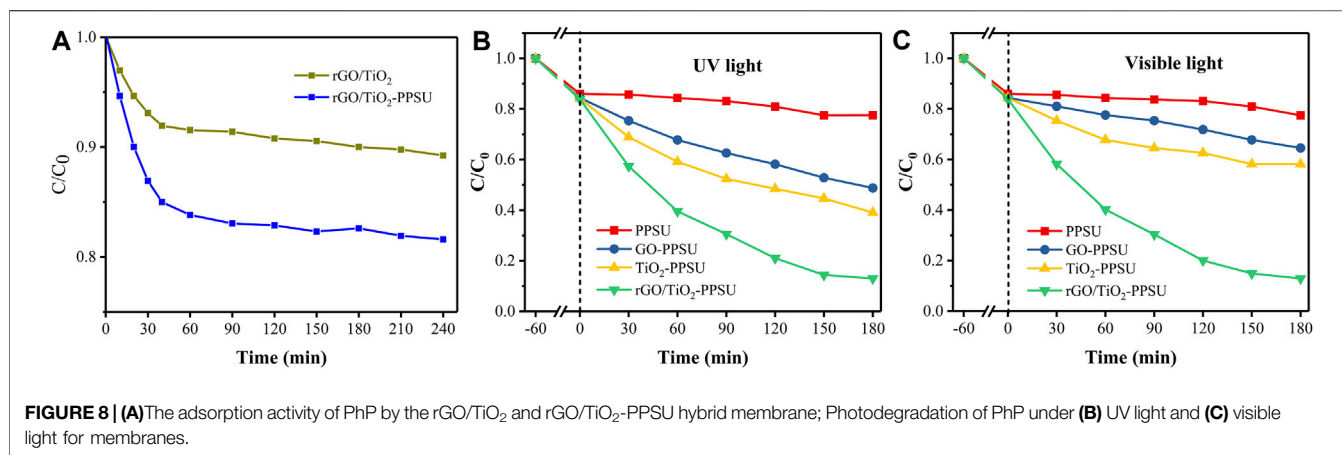 A
1.0
0.9
0.8
C/C0
rGO/TiO2
rGO/TiO2-PPSU
0 30 60 90 120 150 180 210 240
Time (min)
B
UV light
1.0
0.8
0.6
0.4
0.2
0.0
C/C0
PPSU
GO-PPSU
TiO2-PPSU
rGO/TiO2-PPSU
-60 0 30 60 90 120 150 180
Time (min)
C
Visible light
1.0
0.8
0.6
0.4
0.2
0.0
C/C0
PPSU
GO-PPSU
TiO2-PPSU
rGO/TiO2-PPSU
-60 0 30 60 90 120 150 180
Time (min)
FIGURE 8 | (A)The adsorption activity of PhP by the rGO/TiO2 and rGO/TiO2-PPSU hybrid membrane; Photodegradation of PhP under (B) UV light and (C) visible
light for membranes.